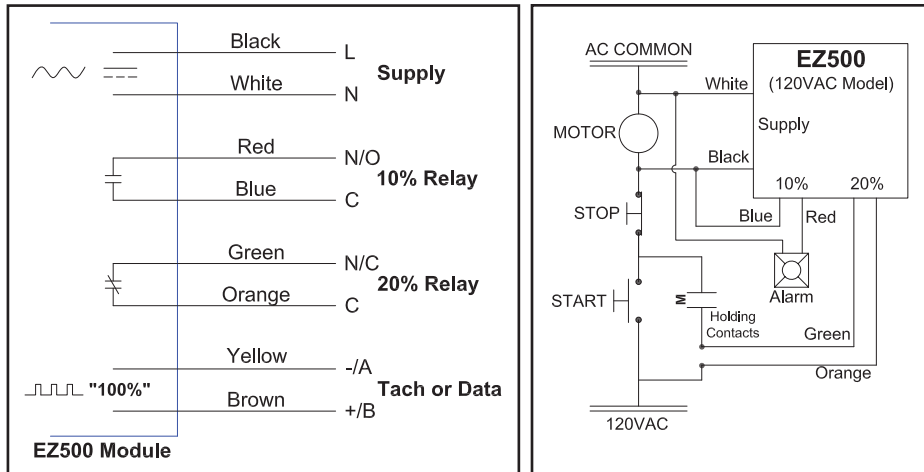 Black L
Supply
White N
Red N/O
10% Relay
Blue C
Green N/C
20% Relay
Orange C
Yellow -/A
"100%" Tach or Data
Brown +/B
EZ500 Module
AC COMMON
EZ500
(120VAC Model)
White
Supply
MOTOR
Black
10% 20%
STOP
Blue Red
START
M
Alarm
Holding
Contacts
Green
Orange
120VAC